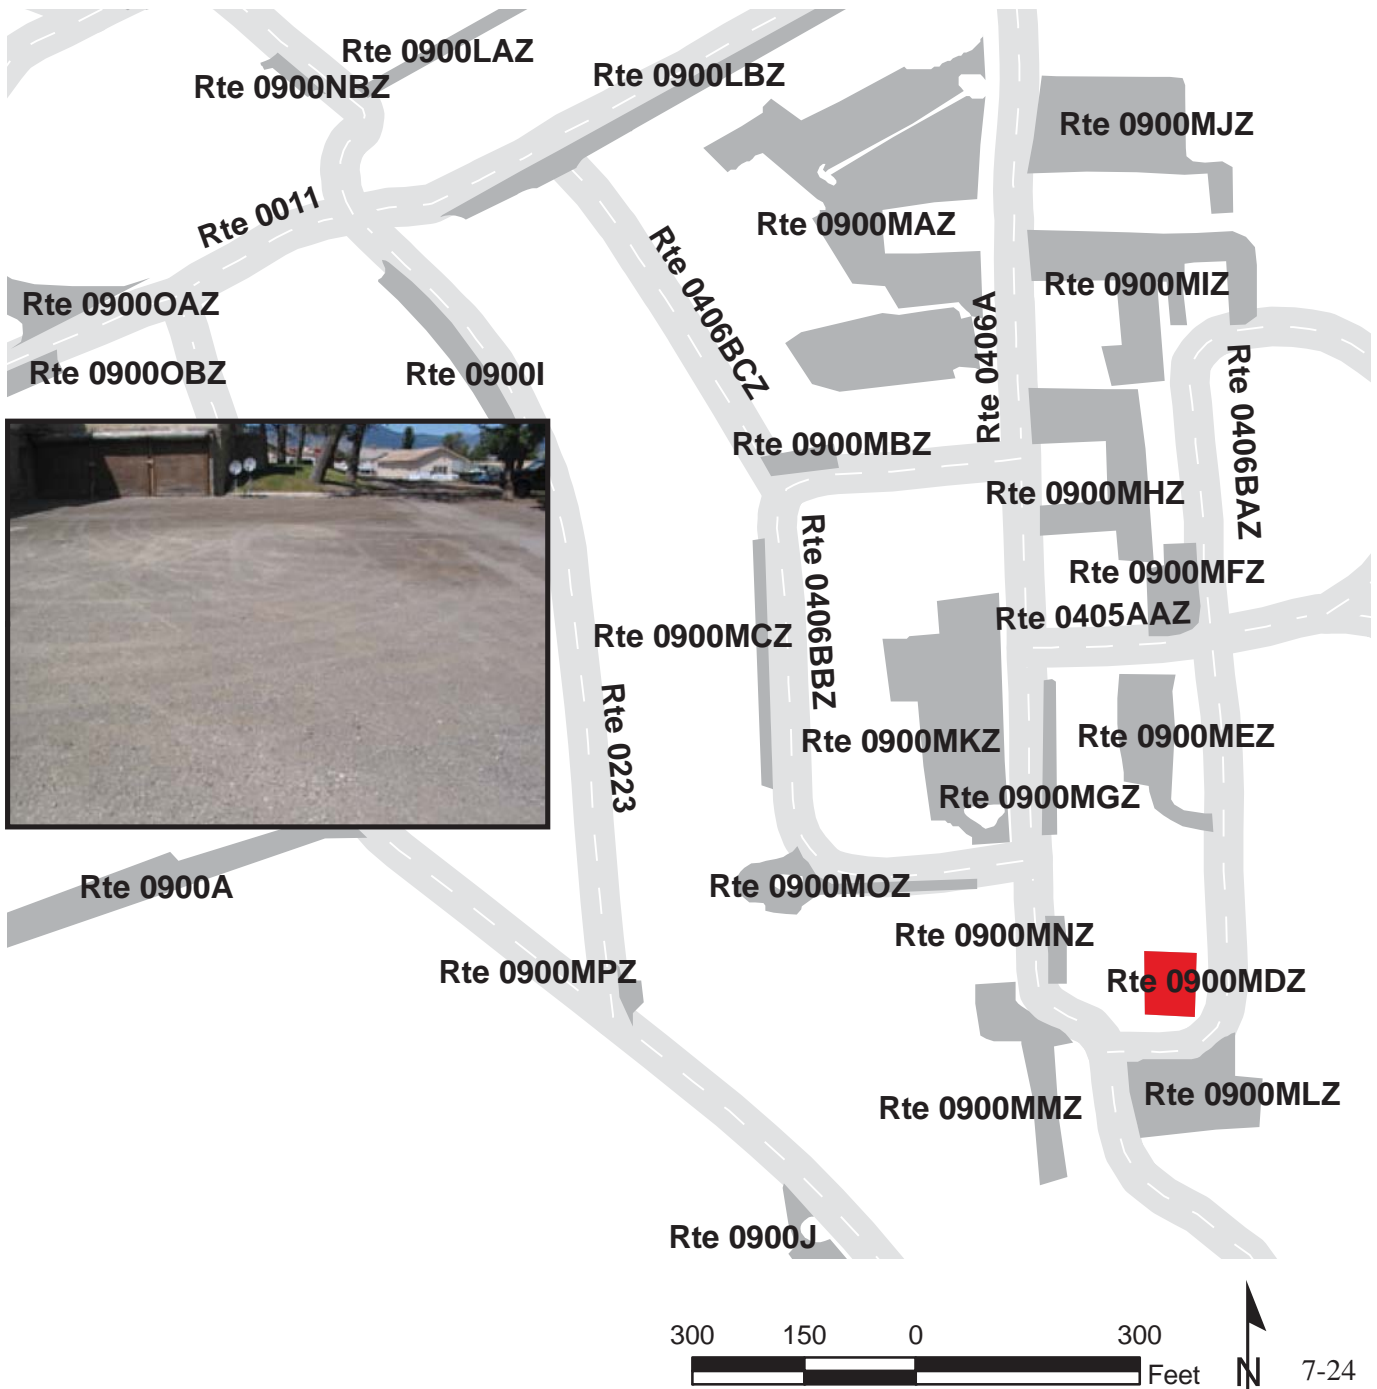 Rte 0900LAZ
Rte 0900NBZ
Rte 0900LBZ
Rte 0900MJZ
Rte 0011
Rte 0900MAZ
Rte 0406BCZ
Rte 0900OAZ
Rte 0900MIZ
Rte 0406A
Rte 0900OBZ
Rte 0900I
Rte 0406BAZ
Rte 0900MBZ
Rte 0900MHZ
Rte 0900MFZ
Rte 0406BBZ
Rte 0405AAZ
Rte 0900MCZ
Rte 0223
Rte 0900MKZ
Rte 0900MEZ
Rte 0900MGZ
Rte 0900A
Rte 0900MOZ
Rte 0900MNZ
Rte 0900MPZ
Rte 0900MDZ
Rte 0900MMZ
Rte 0900MLZ
Rte 0900J
300 150 0 300
Feet
N
7-24